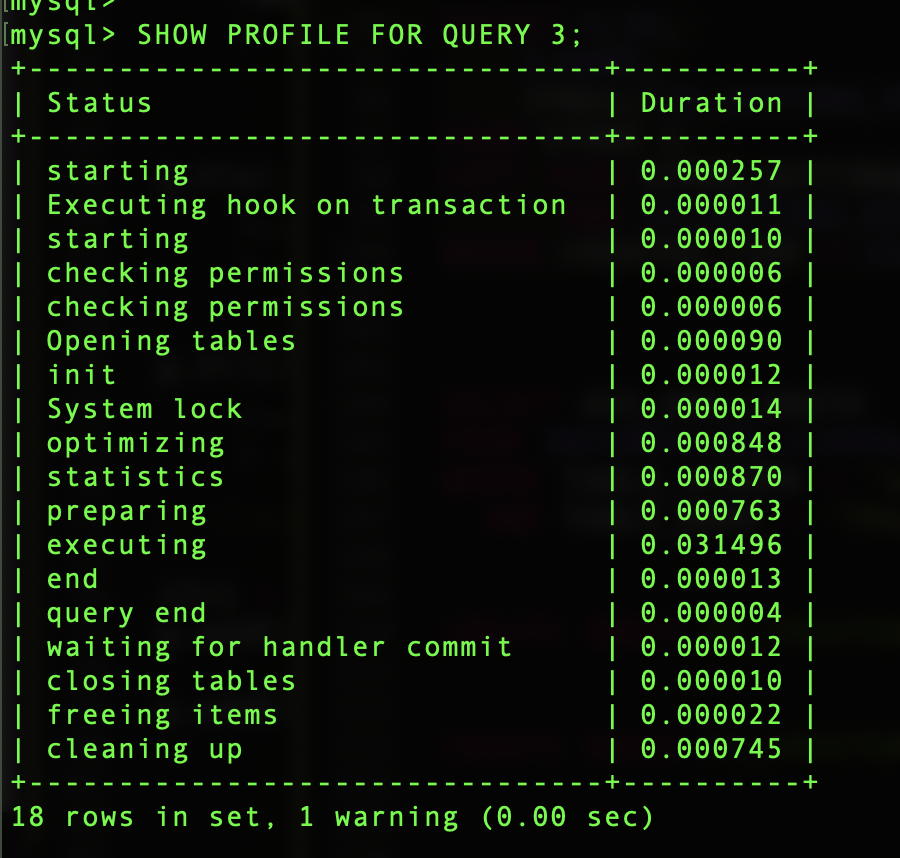 mysql>
mysql> SHOW PROFILE FOR QUERY 3;
+--------------------------------+----------+
| Status                         | Duration |
+--------------------------------+----------+
| starting                       | 0.000257 |
| Executing hook on transaction  | 0.000011 |
| starting                       | 0.000010 |
| checking permissions           | 0.000006 |
| checking permissions           | 0.000006 |
| Opening tables                 | 0.000090 |
| init                           | 0.000012 |
| System lock                    | 0.000014 |
| optimizing                     | 0.000848 |
| statistics                     | 0.000870 |
| preparing                      | 0.000763 |
| executing                      | 0.031496 |
| end                            | 0.000013 |
| query end                      | 0.000004 |
| waiting for handler commit     | 0.000012 |
| closing tables                 | 0.000010 |
| freeing items                  | 0.000022 |
| cleaning up                    | 0.000745 |
+--------------------------------+----------+
18 rows in set, 1 warning (0.00 sec)